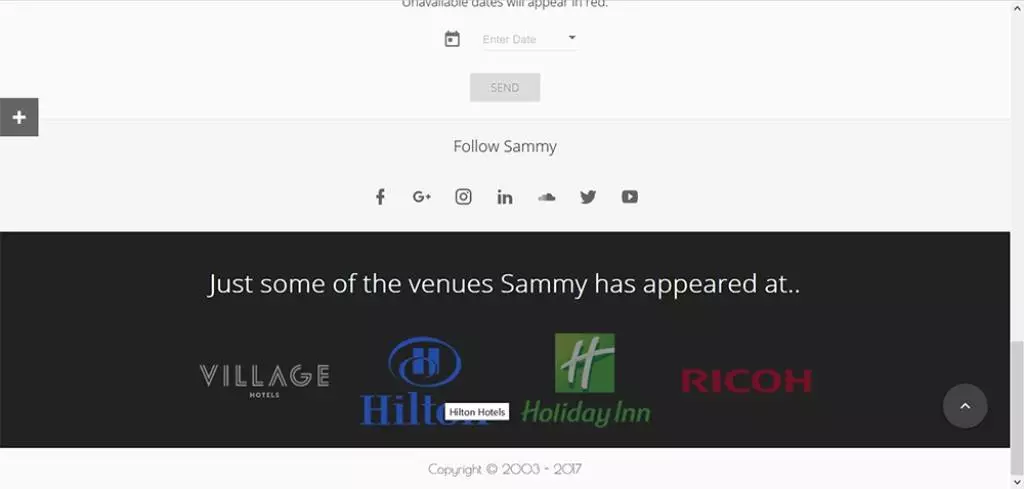 Unavailable dates will appear in red.
Enter Date
SEND
+
Follow Sammy
f G+ in
Just some of the venues Sammy has appeared at..
VILLAGE
HOTELS
H
Hilton
Hilton Hotels
H
Holiday Inn
RICOH
Copyright © 2003 - 2017